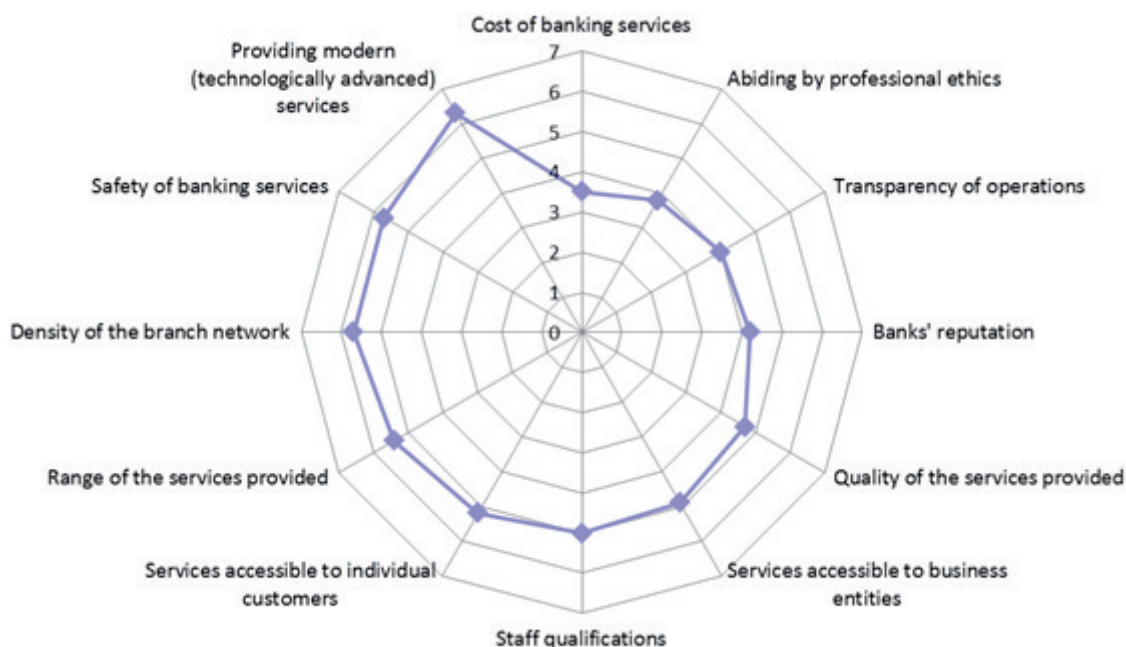 Cost of banking services
7
6
5
4
3
2
1
0
Abiding by professional ethics
Transparency of operations
Banks' reputation
Quality of the services provided
Services accessible to business
entities
Staff qualifications
Services accessible to individual
customers
Range of the services provided
Density of the branch network
Safety of banking services
Providing modern
(technologically advanced)
services